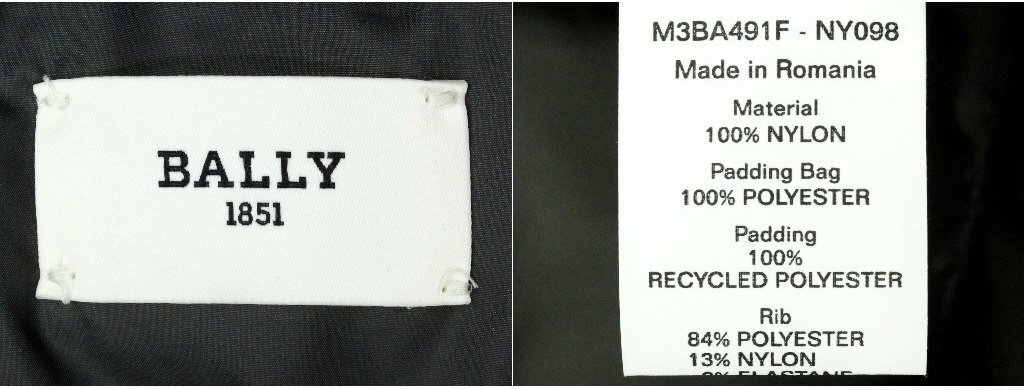 BALLY
1851
M3BA491F - NY098
Made in Romania
Material
100% NYLON
Padding Bag
100% POLYESTER
Padding
100%
RECYCLED POLYESTER
Rib
84% POLYESTER
13% NYLON
ELASTANE